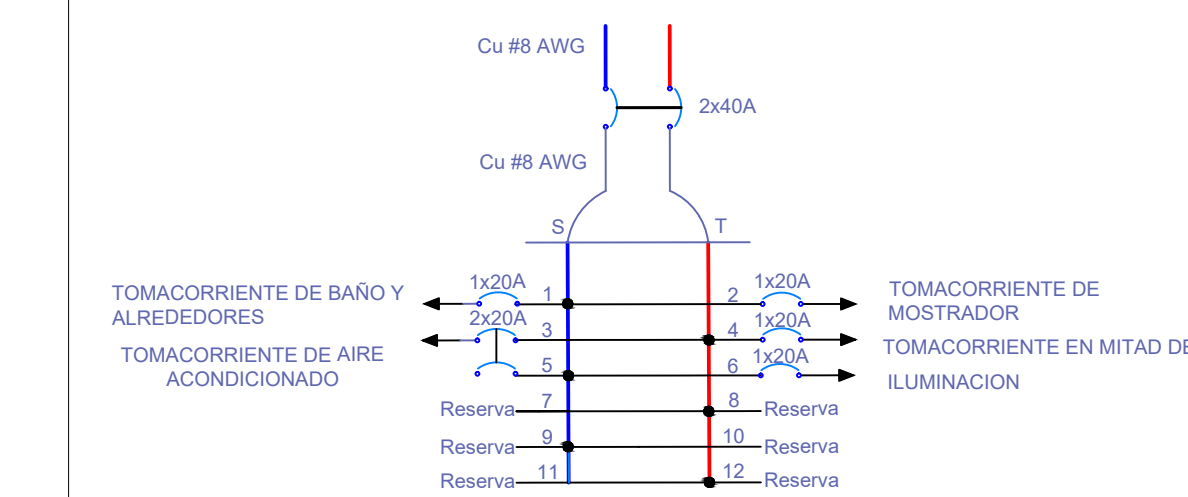 Cu #8 AWG
2x40A
Cu #8 AWG
S
T
1x20A
1
2
1x20A
TOMACORRIENTE DE BAÑO Y
ALREDEDORES
TOMACORRIENTE DE
MOSTRADOR
2x20A
3
4
1x20A
TOMACORRIENTE EN MITAD DE
TOMACORRIENTE DE AIRE
ACONDICIONADO
5
6
1x20A
ILUMINACION
Reserva
7
8
Reserva
Reserva
9
10
Reserva
Reserva
11
12
Reserva